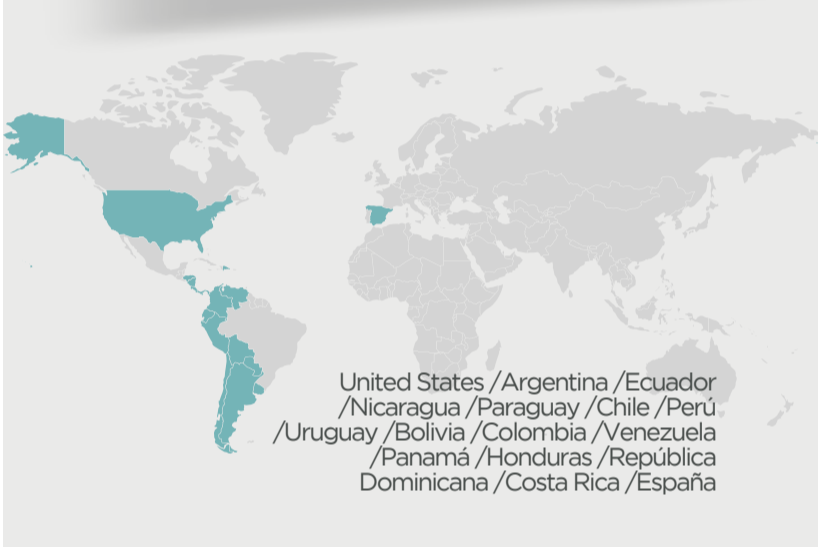 United States /Argentina /Ecuador
/Nicaragua /Paraguay /Chile /Perú
/Uruguay /Bolivia /Colombia /Venezuela
/Panamá /Honduras /República
Dominicana /Costa Rica /España